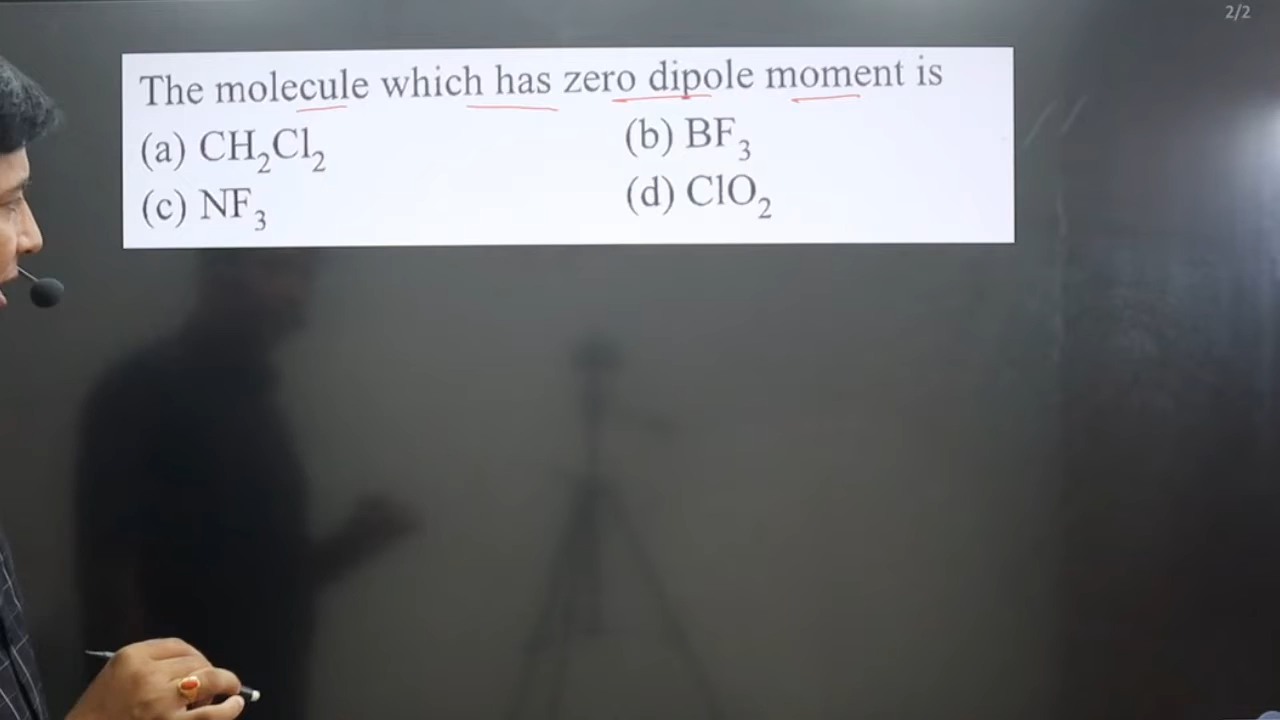 2/2
The molecule which has zero dipole moment is
(a) CH₂Cl₂ (b) BF₃
(c) NF₃ (d) ClO₂